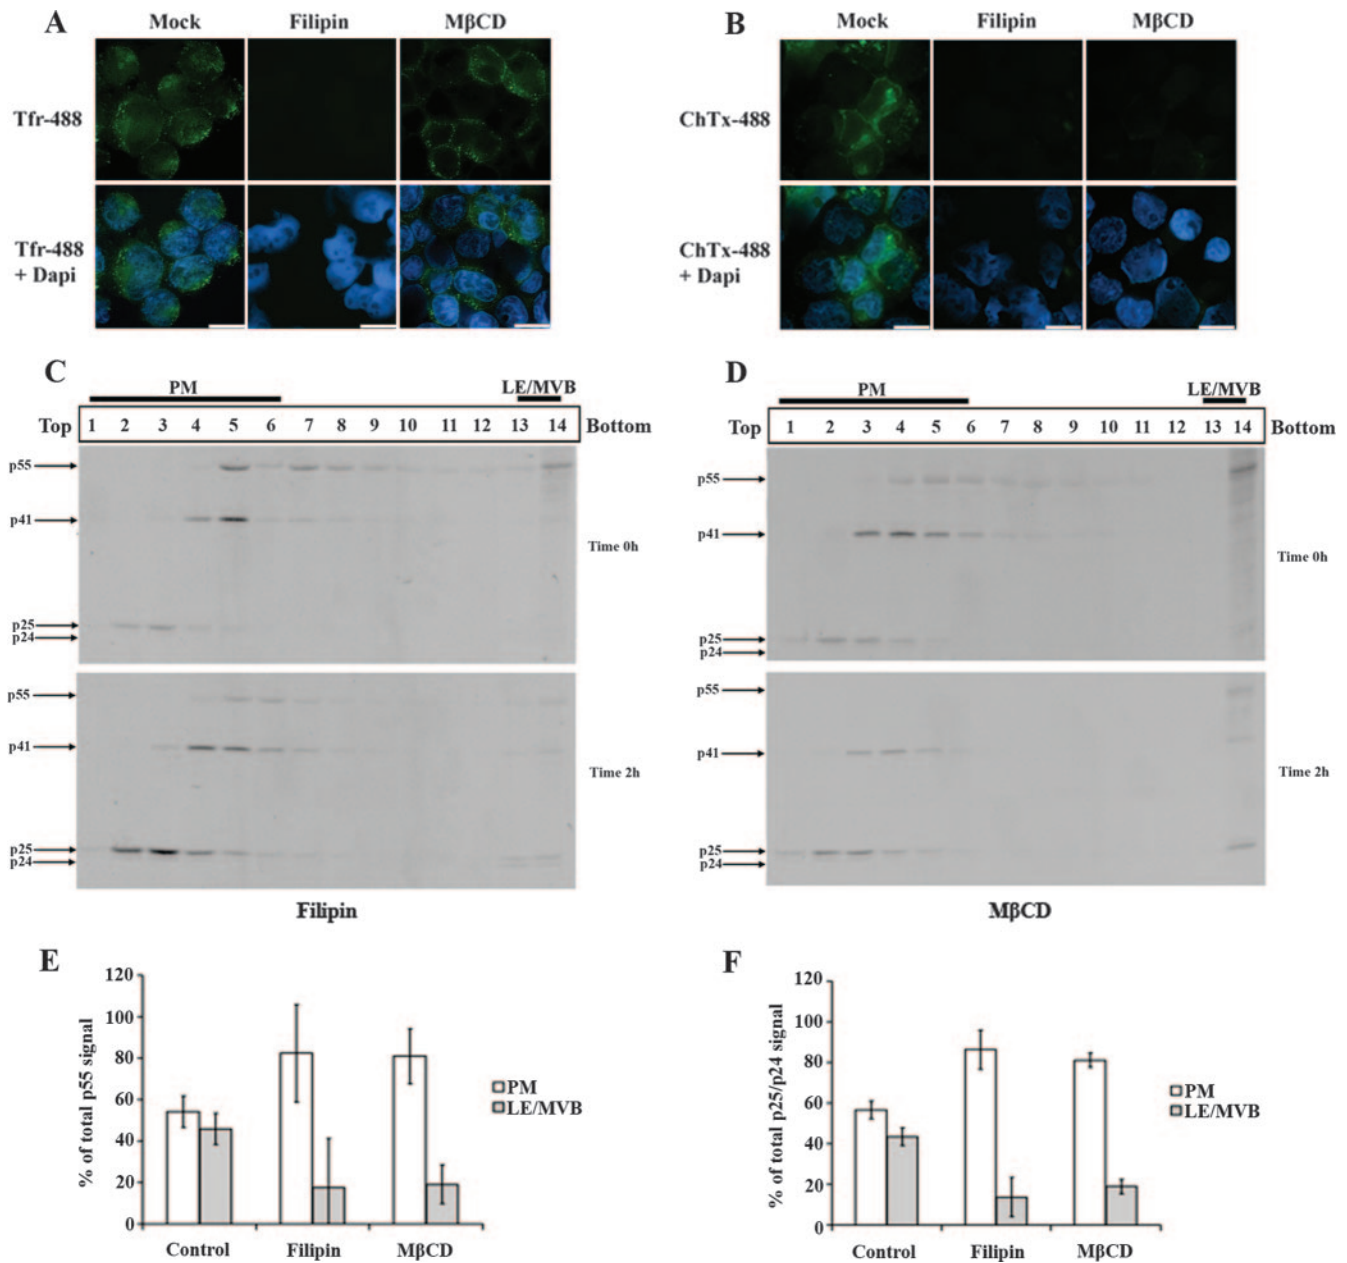 A
Mock Filipin MβCD
Tfr-488
Tfr-488
+ Dapi
B
Mock Filipin MβCD
ChTx-488
ChTx-488
+ Dapi
C
PM LE/MVB
Top 1 2 3 4 5 6 7 8 9 10 11 12 13 14 Bottom
p55
p41
p25
p24
Time 0h
p55
p41
p25
p24
Time 2h
Filipin
D
PM LE/MVB
Top 1 2 3 4 5 6 7 8 9 10 11 12 13 14 Bottom
p55
p41
p25
p24
Time 0h
p55
p41
p25
p24
Time 2h
MβCD
E
% of total p55 signal
120
100
80
60
40
20
0
Control Filipin MβCD
PM
LE/MVB
F
% of total p25/p24 signal
120
100
80
60
40
20
0
Control Filipin MβCD
PM
LE/MVB